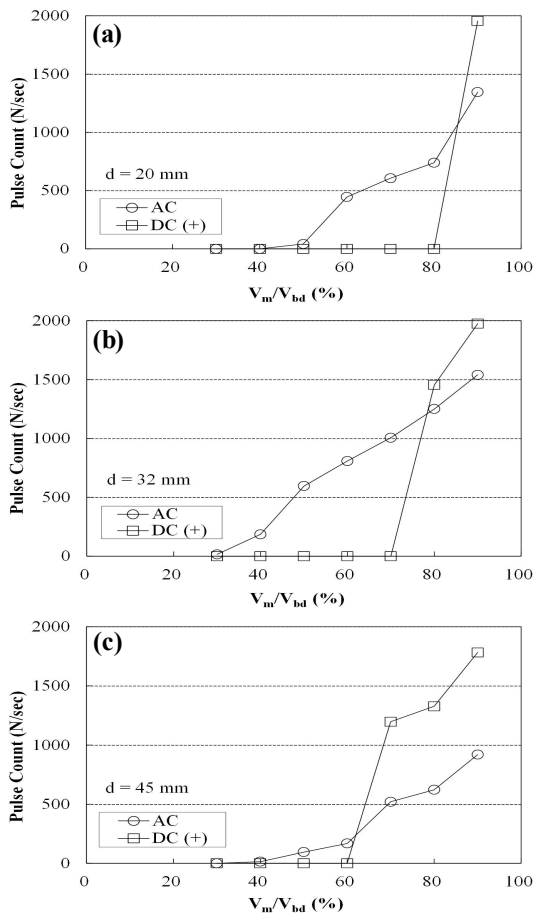 (a)
2000
1500
1000
500
0
Pulse Count (N/sec)
d = 20 mm
AC
DC (+)
0 20 40 60 80 100
Vm/Vbd (%)
(b)
2000
1500
1000
500
0
Pulse Count (N/sec)
d = 32 mm
AC
DC (+)
0 20 40 60 80 100
Vm/Vbd (%)
(c)
2000
1500
1000
500
0
Pulse Count (N/sec)
d = 45 mm
AC
DC (+)
0 20 40 60 80 100
Vm/Vbd (%)